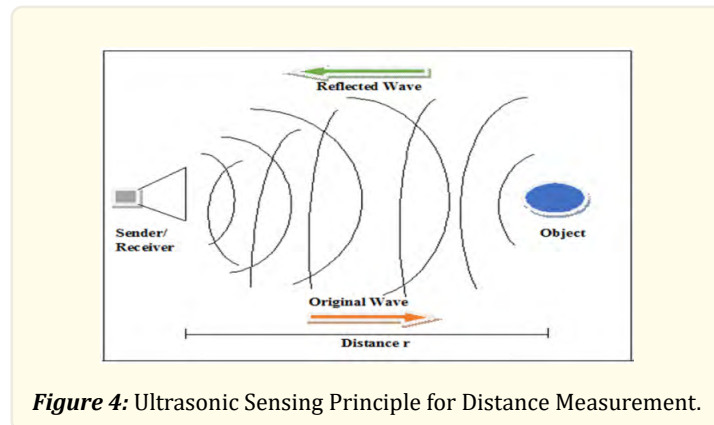 Reflected Wave
Sender/
Receiver
Object
Original Wave
Distance r
Figure 4: Ultrasonic Sensing Principle for Distance Measurement.